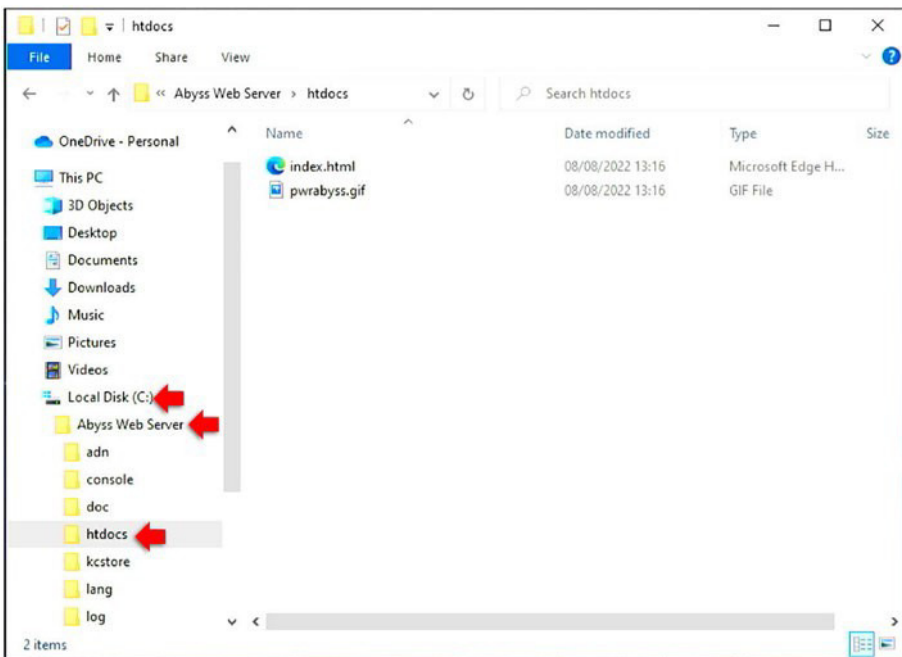 htdocs
File Home Share View
« Abyss Web Server > htdocs Search htdocs
Name Date modified Type Size
index.html 08/08/2022 13:16 Microsoft Edge H...
pwrabyss.gif 08/08/2022 13:16 GIF File
OneDrive - Personal
This PC
3D Objects
Desktop
Documents
Downloads
Music
Pictures
Videos
Local Disk (C:)
Abyss Web Server
adn
console
doc
htdocs
kcstore
lang
log
2 items